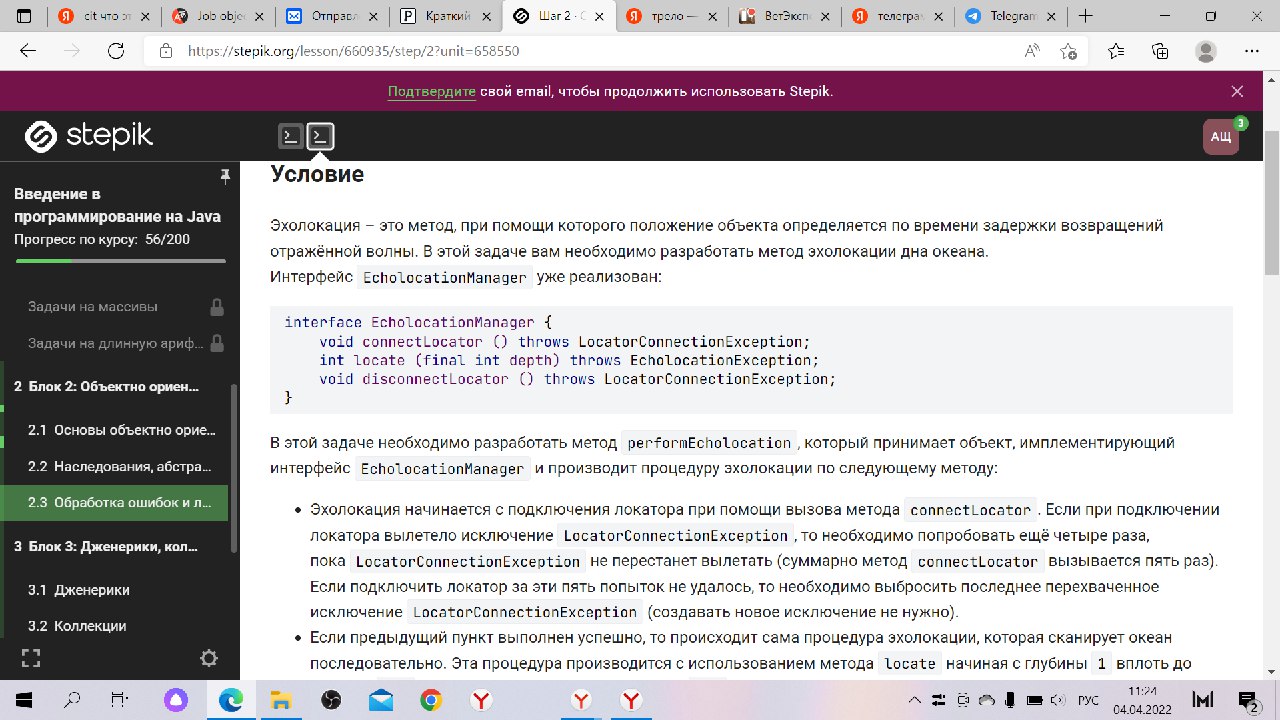 clt что эт
Job objec
Отправл
Краткий
Шаг 2 - С
троло —
ВетЭксп
телеграм
Telegram
https://stepik.org/lesson/660935/step/2?unit=658550
Подтвердите свой email, чтобы продолжить использовать Stepik.
stepik
АЩ
3
Введение в
программирование на Java
Прогресс по курсу: 56/200
Задачи на массивы
Задачи на длинную ариф...
2 Блок 2: Объектно ориен...
2.1 Основы объектно орие...
2.2 Наследования, абстра...
2.3 Обработка ошибок и л...
3 Блок 3: Дженерики, кол...
3.1 Дженерики
3.2 Коллекции
Условие
Эхолокация – это метод, при помощи которого положение объекта определяется по времени задержки возвращений
отражённой волны. В этой задаче вам необходимо разработать метод эхолокации дна океана.
Интерфейс EcholocationManager уже реализован:
interface EcholocationManager {
void connectLocator () throws LocatorConnectionException;
int locate (final int depth) throws EcholocationException;
void disconnectLocator () throws LocatorConnectionException;
}
В этой задаче необходимо разработать метод performEcholocation, который принимает объект, имплементирующий
интерфейс EcholocationManager и производит процедуру эхолокации по следующему методу:
• Эхолокация начинается с подключения локатора при помощи вызова метода connectLocator. Если при подключении
локатора вылетело исключение LocatorConnectionException, то необходимо попробовать ещё четыре раза,
пока LocatorConnectionException не перестанет вылетать (суммарно метод connectLocator вызывается пять раз).
Если подключить локатор за эти пять попыток не удалось, то необходимо выбросить последнее перехваченное
исключение LocatorConnectionException (создавать новое исключение не нужно).
• Если предыдущий пункт выполнен успешно, то происходит сама процедура эхолокации, которая сканирует океан
последовательно. Эта процедура производится с использованием метода locate начиная с глубины 1 вплоть до
РУС
11:24
04.04.2022
2